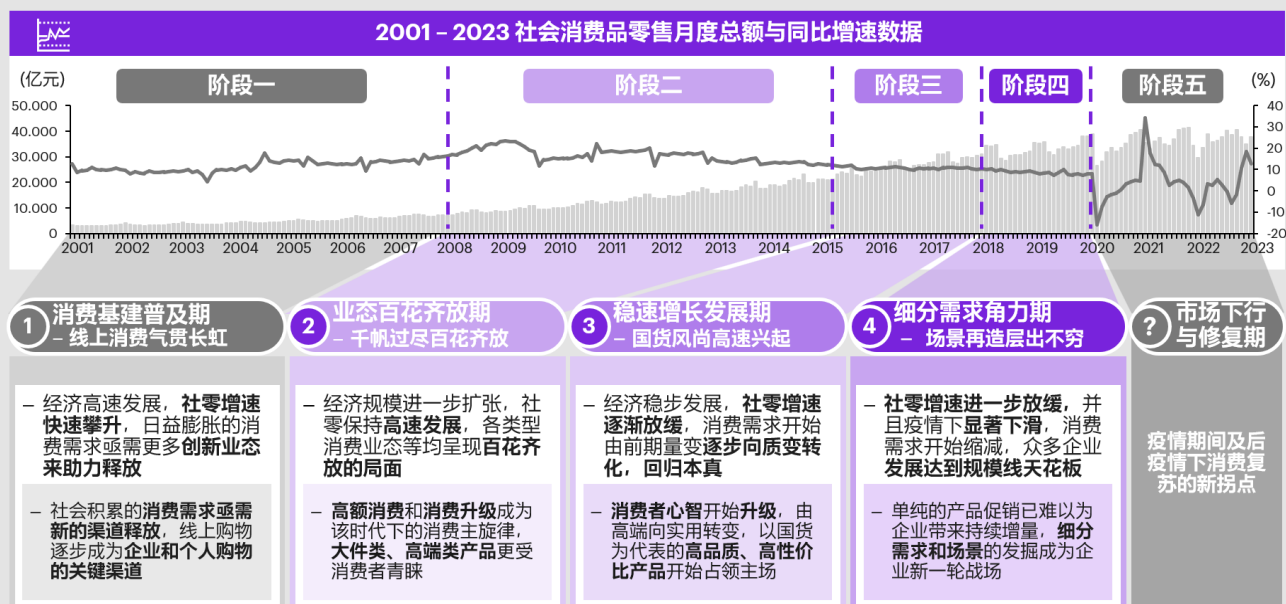 2001 – 2023 社会消费品零售月度总额与同比增速数据
(亿元)
阶段一
阶段二
阶段三
阶段四
阶段五
(%)
50.000
40.000
30.000
20.000
10.000
0
40
30
20
10
0
-10
-20
2001
2002
2003
2004
2005
2006
2007
2008
2009
2010
2011
2012
2013
2014
2015
2016
2017
2018
2019
2020
2021
2022
2023
1
消费基建普及期
– 线上消费气贯长虹
– 经济高速发展，社零增速
快速攀升，日益膨胀的消
费需求亟需更多创新业态
来助力释放
– 社会积累的消费需求亟需
新的渠道释放，线上购物
逐步成为企业和个人购物
的关键渠道
2
业态百花齐放期
– 千帆过尽百花齐放
– 经济规模进一步扩张，社
零保持高速发展，各类型
消费业态等均呈现百花齐
放的局面
– 高额消费和消费升级成为
该时代下的消费主旋律，
大件类、高端类产品更受
消费者青睐
3
稳速增长发展期
– 国货风尚高速兴起
– 经济稳步发展，社零增速
逐渐放缓，消费需求开始
由前期量变逐步向质变转
化，回归本真
– 消费者心智开始升级，由
高端向实用转变，以国货
为代表的高品质、高性价
比产品开始占领主场
4
细分需求角力期
– 场景再造层出不穷
– 社零增速进一步放缓，并
且疫情下显著下滑，消费
需求开始缩减，众多企业
发展达到规模线天花板
– 单纯的产品促销已难以为
企业带来持续增量，细分
需求和场景的发掘成为企
业新一轮战场
?
市场下行
与修复期
疫情期间及后
疫情下消费复
苏的新拐点